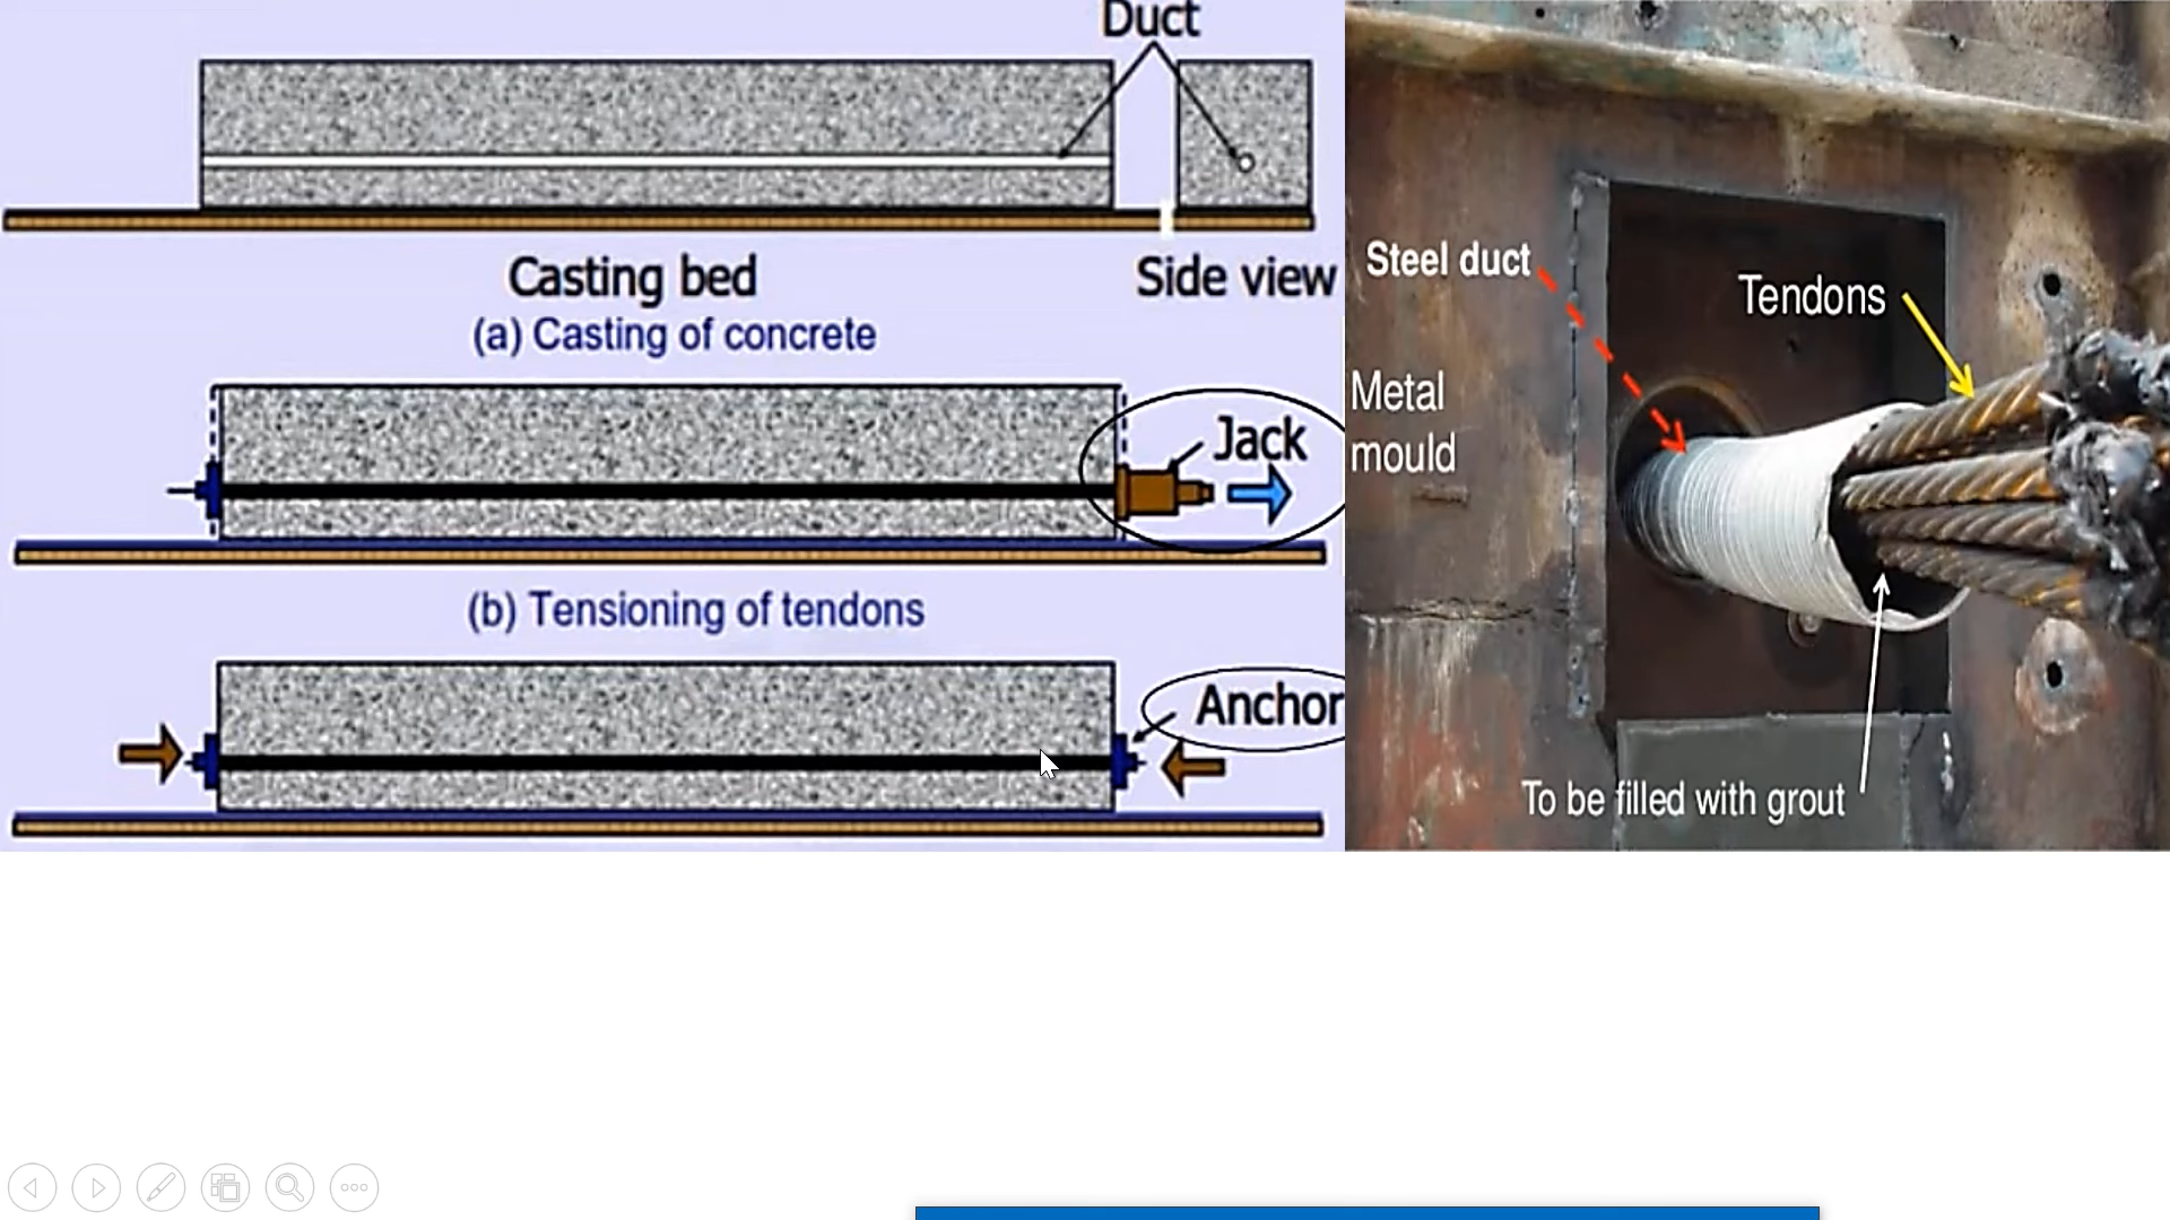 Duct
Casting bed
Side view
(a) Casting of concrete
Jack
(b) Tensioning of tendons
Anchor
Steel duct
Tendons
Metal
mould
To be filled with grout